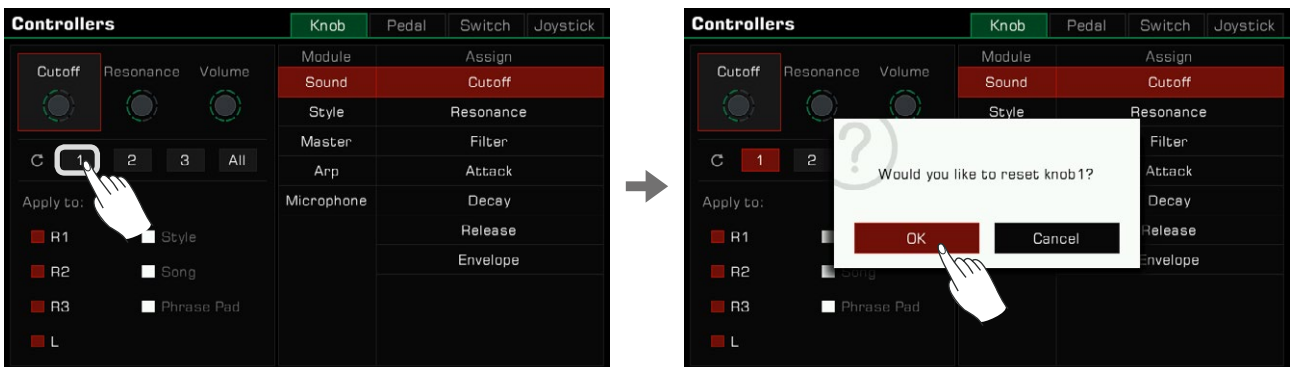 Controllers
Knob Pedal Switch Joystick
Cutoff Resonance Volume
Module Assign
Sound Cutoff
Style Resonance
Master Filter
Arp Attack
Microphone Decay
Release
Envelope
1 2 3 All
Apply to:
R1 Style
R2 Song
R3 Phrase Pad
L
Controllers
Knob Pedal Switch Joystick
Cutoff Resonance Volume
Module Assign
Sound Cutoff
Style Resonance
Filter
Attack
Decay
Release
Envelope
1 2
?
Would you like to reset knob1?
OK Cancel
Apply to:
R1
R2 Song
R3 Phrase Pad
L